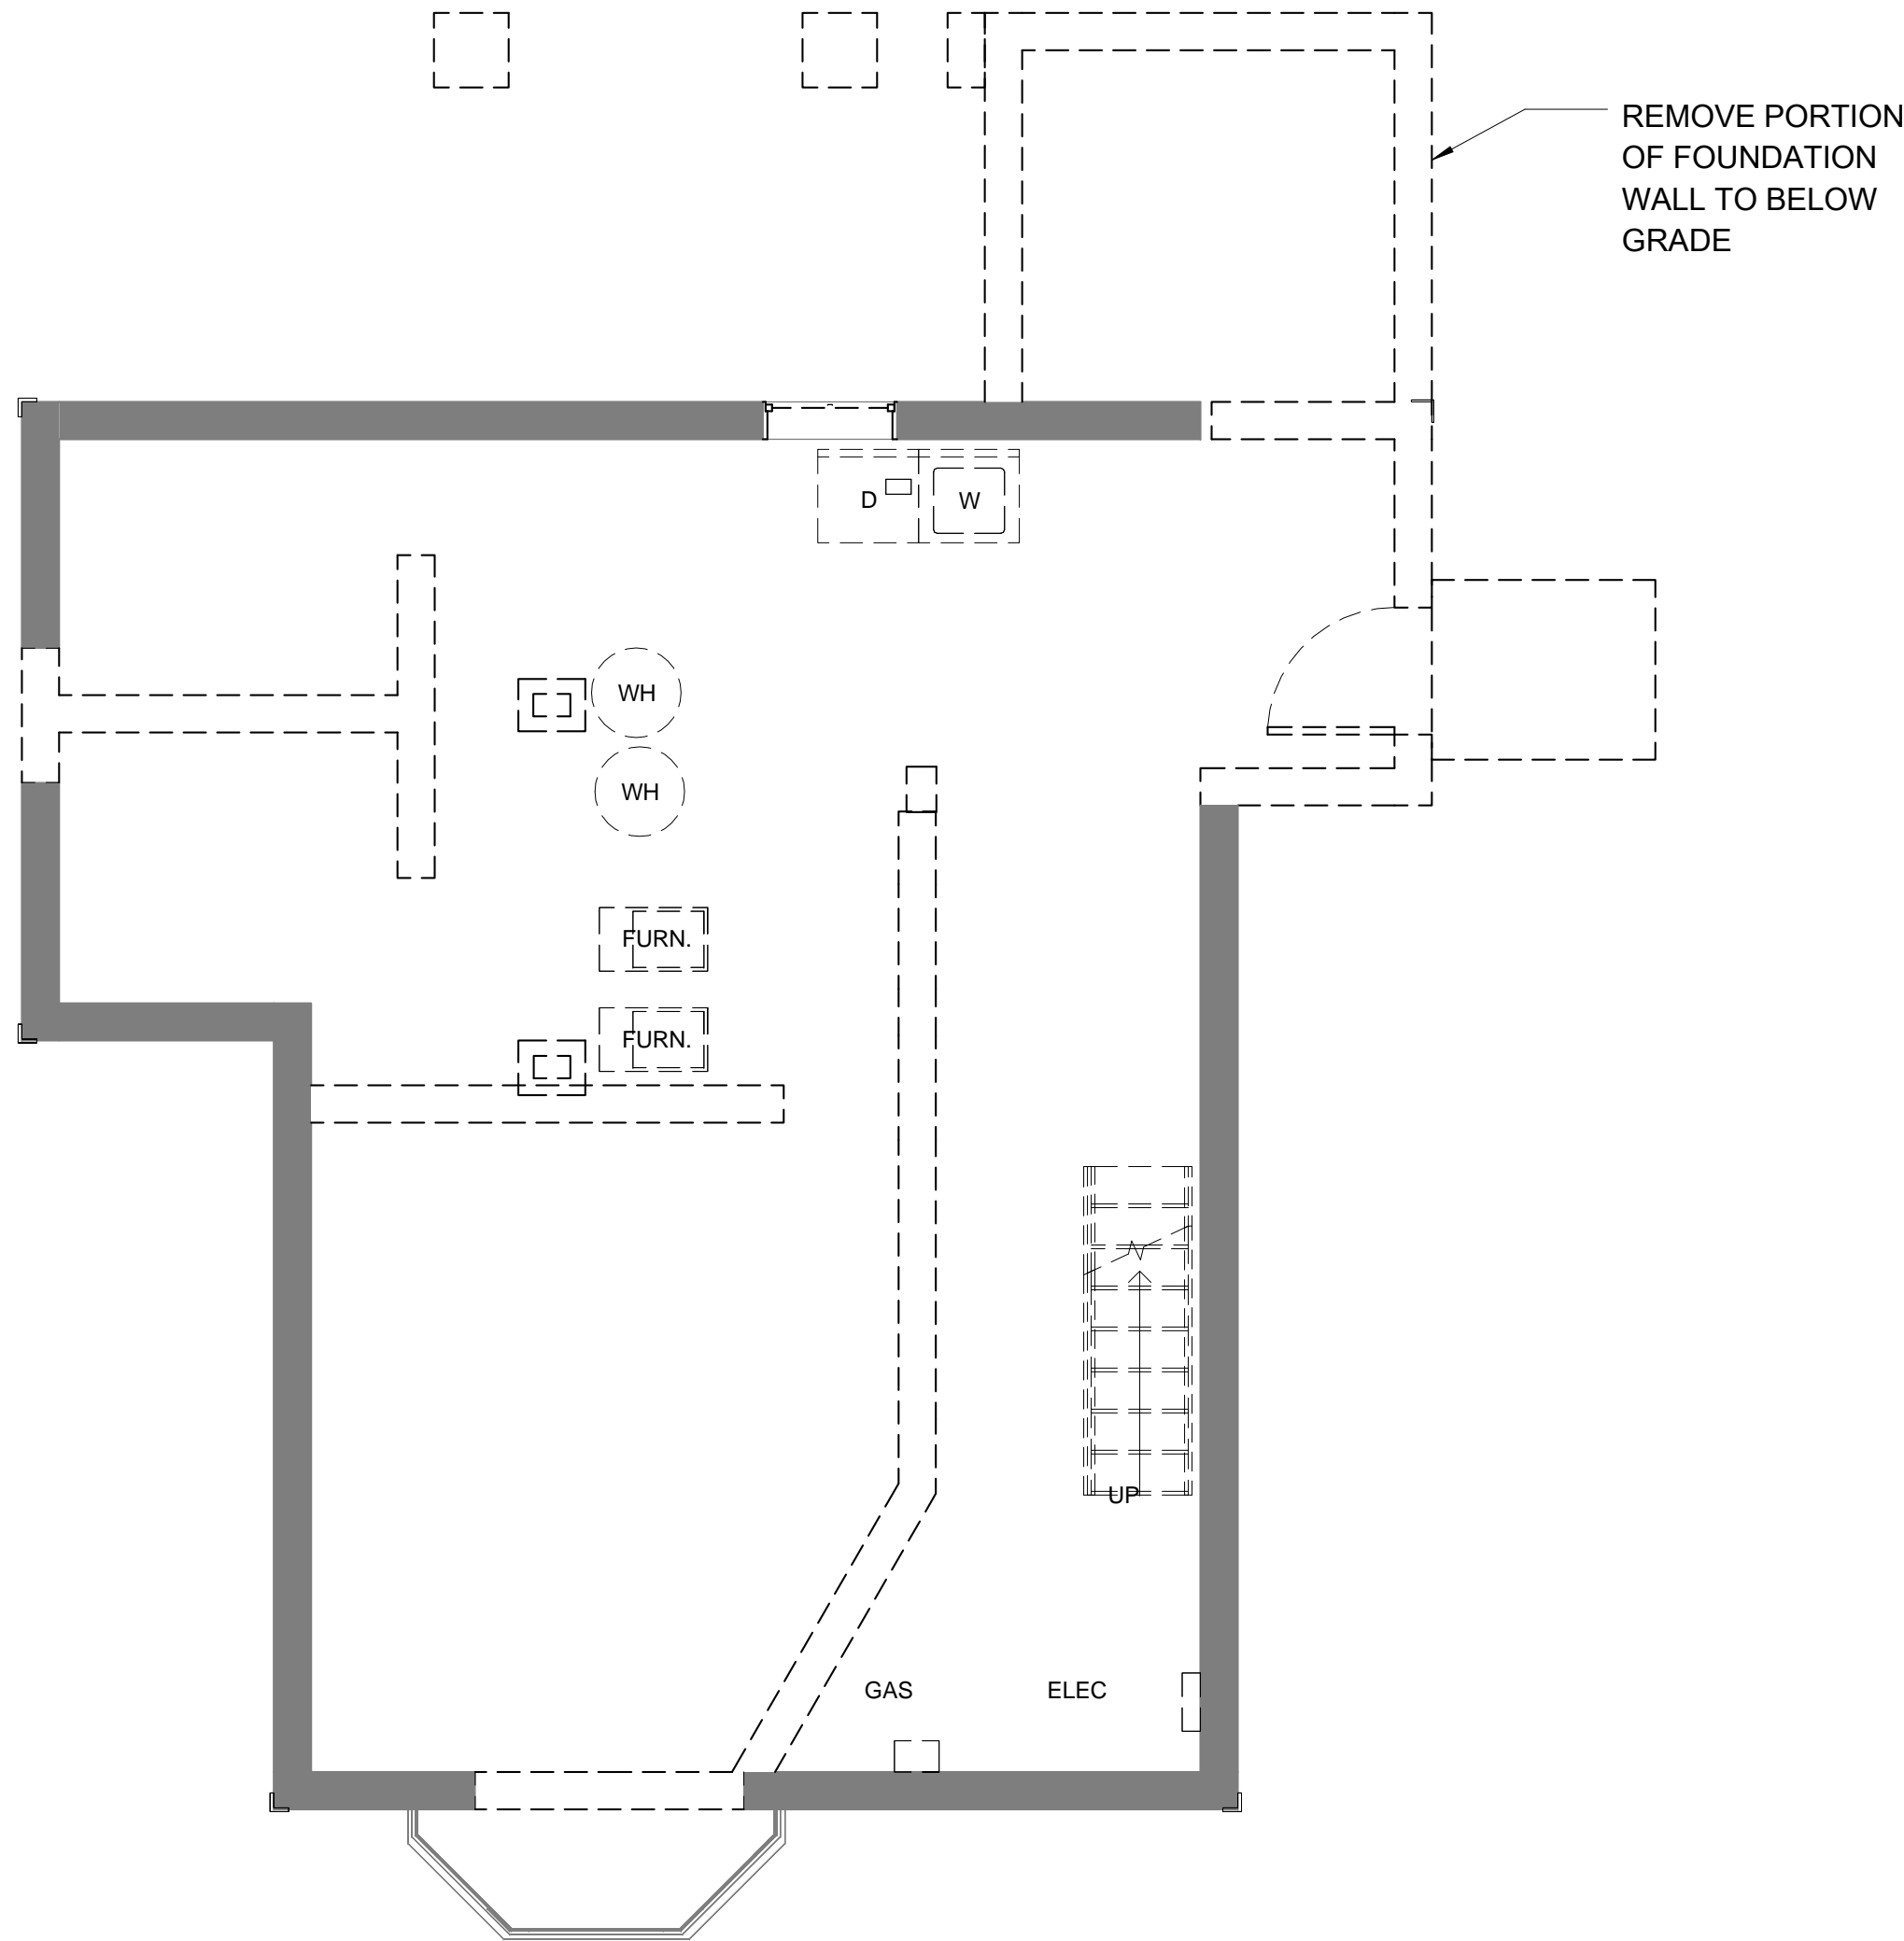 REMOVE PORTION
OF FOUNDATION
WALL TO BELOW
GRADE
D W
WH
WH
FURN.
FURN.
UP
GAS ELEC